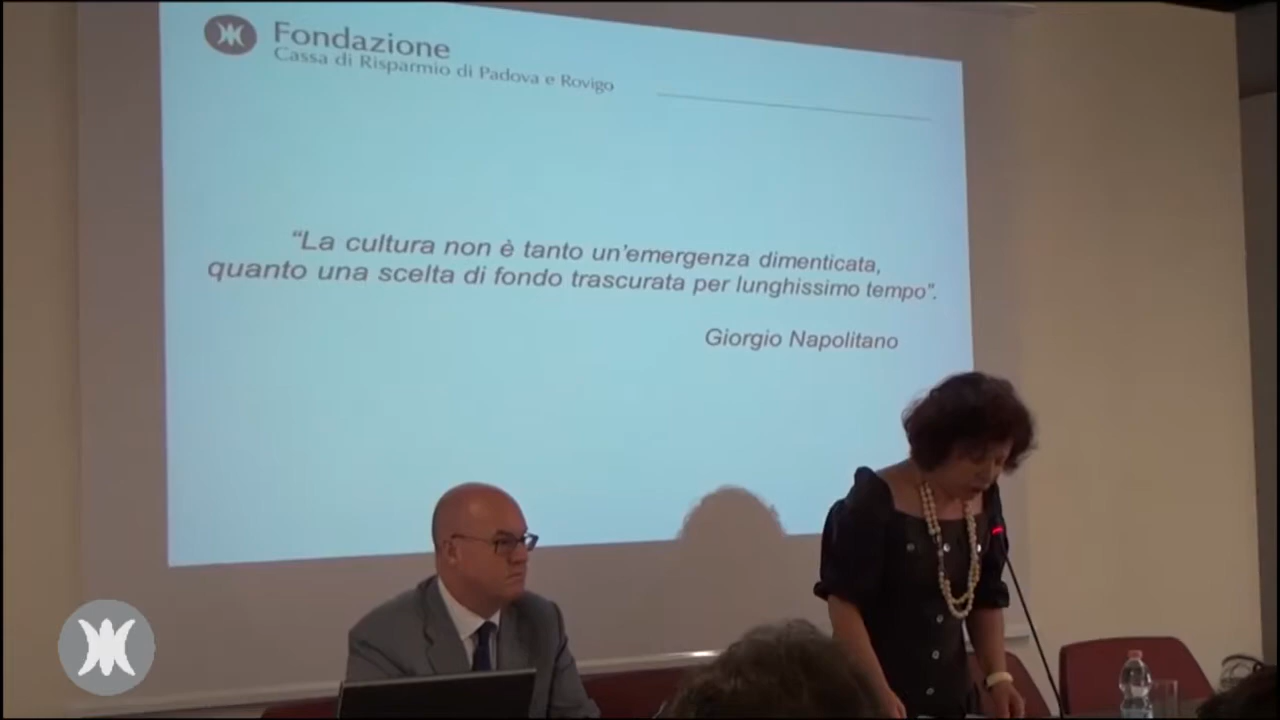 Fondazione
Cassa di Risparmio di Padova e Rovigo
“La cultura non è tanto un’emergenza dimenticata,
quanto una scelta di fondo trascurata per lunghissimo tempo”.
Giorgio Napolitano